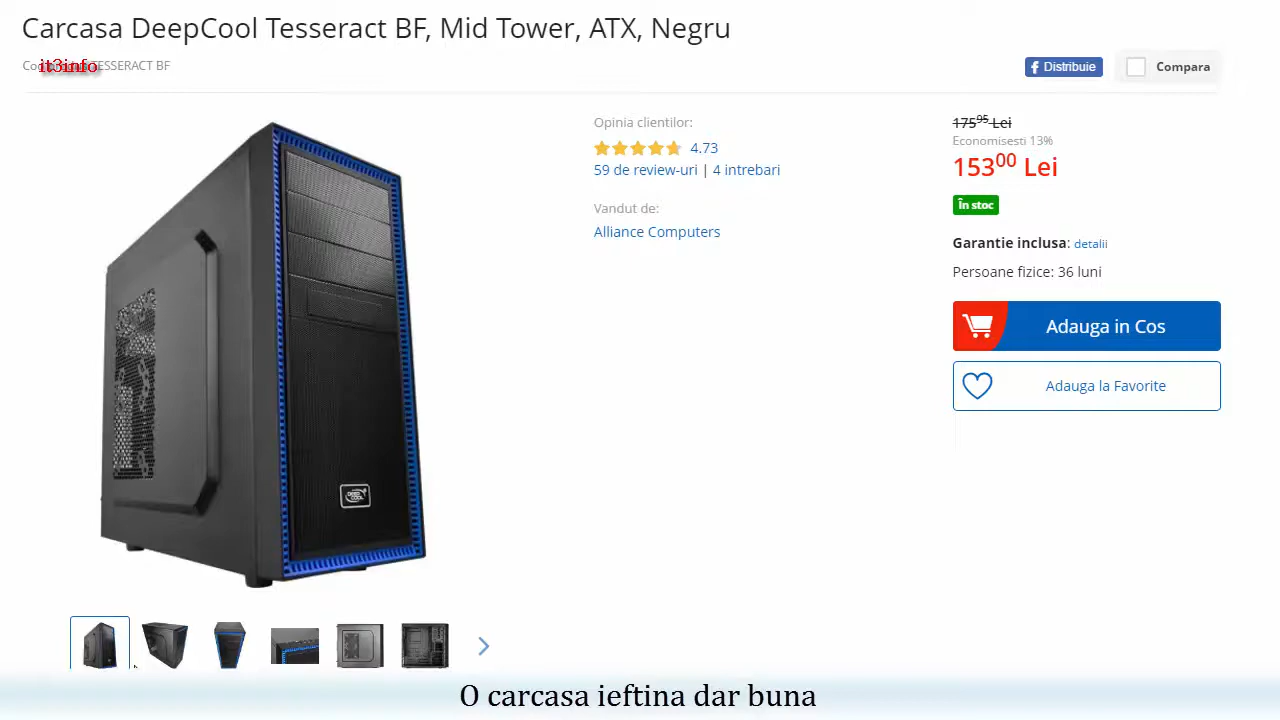 Carcasa DeepCool Tesseract BF, Mid Tower, ATX, Negru
it3info
TESSERACT BF
Distribuie
Compara
Opinia clientilor:
4.73
59 de review-uri | 4 intrebari
Vandut de:
Alliance Computers
175⁹⁵ Lei
Economisesti 13%
153⁰⁰ Lei
În stoc
Garantie inclusa: detalii
Persoane fizice: 36 luni
Adauga in Cos
Adauga la Favorite
DEEP
COOL
O carcasa ieftina dar buna